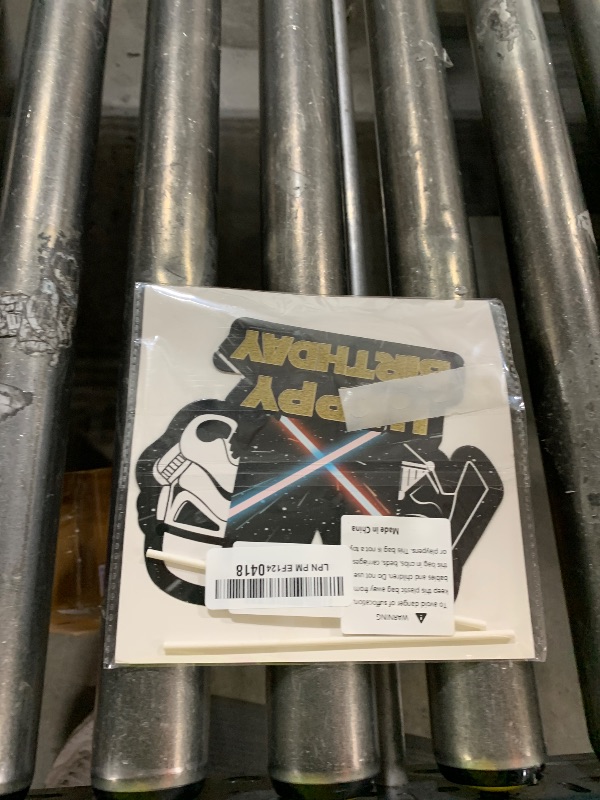 HAPPY
BIRTHDAY
WARNING
To avoid danger of suffocation,
keep this plastic bag away from
babies and children. Do not use
this bag in cribs, beds, carriages
or playpens. This bag is not a toy.
Made in China
LPN PM EF1240418